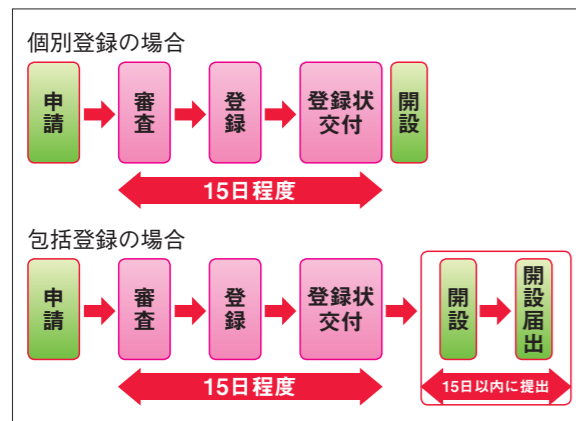 個別登録の場合
申請
審査
登録
登録状
交付
開設
15日程度
包括登録の場合
申請
審査
登録
登録状
交付
開設
開設届出
15日程度
15日以内に提出